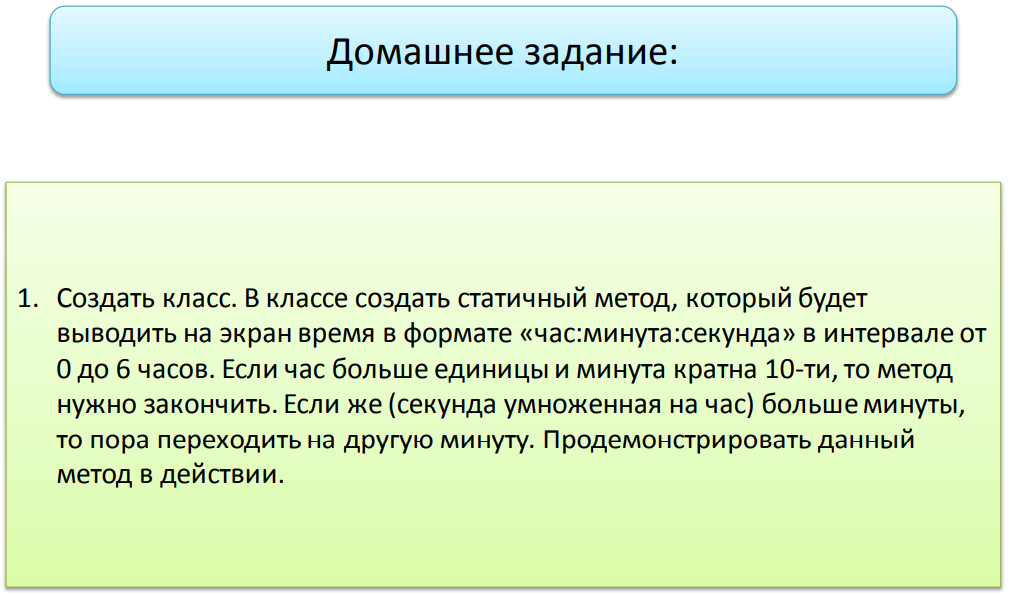 Домашнее задание:
1. Создать класс. В классе создать статичный метод, который будет
выводить на экран время в формате «час:минута:секунда» в интервале от
0 до 6 часов. Если час больше единицы и минута кратна 10-ти, то метод
нужно закончить. Если же (секунда умноженная на час) больше минуты,
то пора переходить на другую минуту. Продемонстрировать данный
метод в действии.